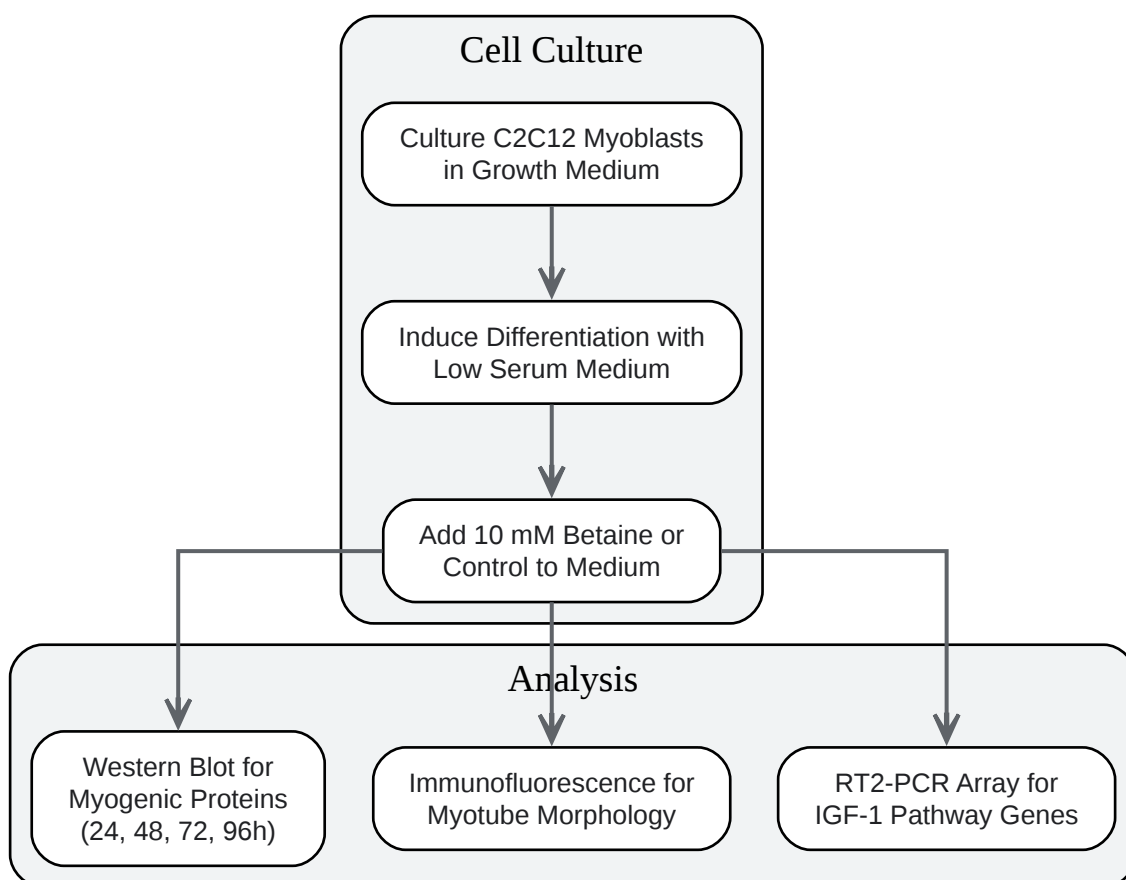 Cell Culture
Culture C2C12 Myoblasts
in Growth Medium
Induce Differentiation with
Low Serum Medium
Add 10 mM Betaine or
Control to Medium
Analysis
Western Blot for
Myogenic Proteins
(24, 48, 72, 96h)
Immunofluorescence for
Myotube Morphology
RT2-PCR Array for
IGF-1 Pathway Genes